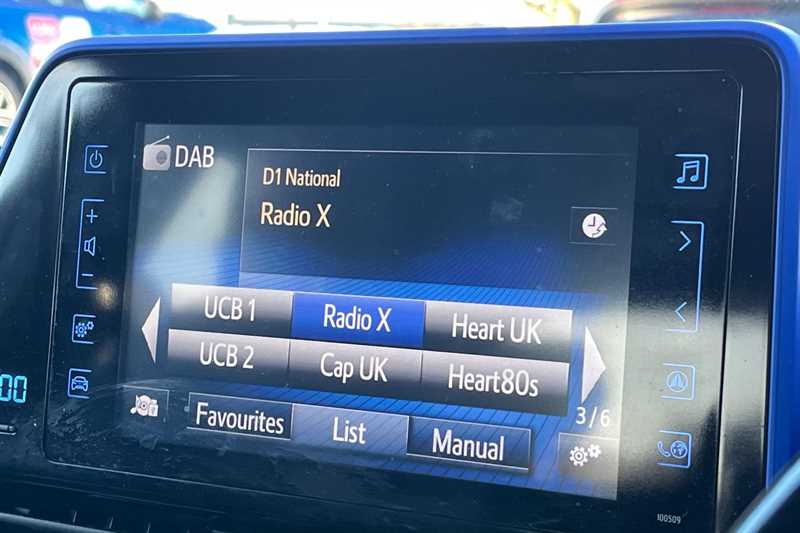 DAB
D1 National
Radio X
UCB 1
Radio X
Heart UK
UCB 2
Cap UK
Heart80s
3/6
Favourites
List
Manual
00
100509